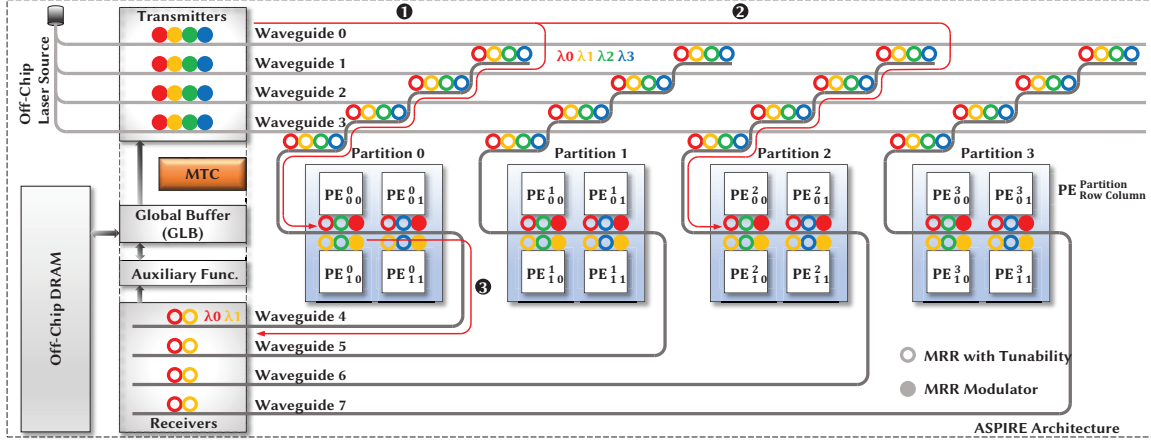 Off-Chip
Laser Source
Transmitters
Waveguide 0
Waveguide 1
Waveguide 2
Waveguide 3
❶
❷
λ0 λ1 λ2 λ3
MTC
Global Buffer
(GLB)
Auxiliary Func.
Off-Chip DRAM
Partition 0
PE 0 0 0
PE 0 0 1
PE 0 1 0
PE 0 1 1
Partition 1
PE 1 0 0
PE 1 0 1
PE 1 1 0
PE 1 1 1
Partition 2
PE 2 0 0
PE 2 0 1
PE 2 1 0
PE 2 1 1
Partition 3
PE 3 0 0
PE 3 0 1
PE 3 1 0
PE 3 1 1
PE Partition
Row Column
❸
λ0 λ1
Waveguide 4
Waveguide 5
Waveguide 6
Waveguide 7
Receivers
MRR with Tunability
MRR Modulator
ASPIRE Architecture